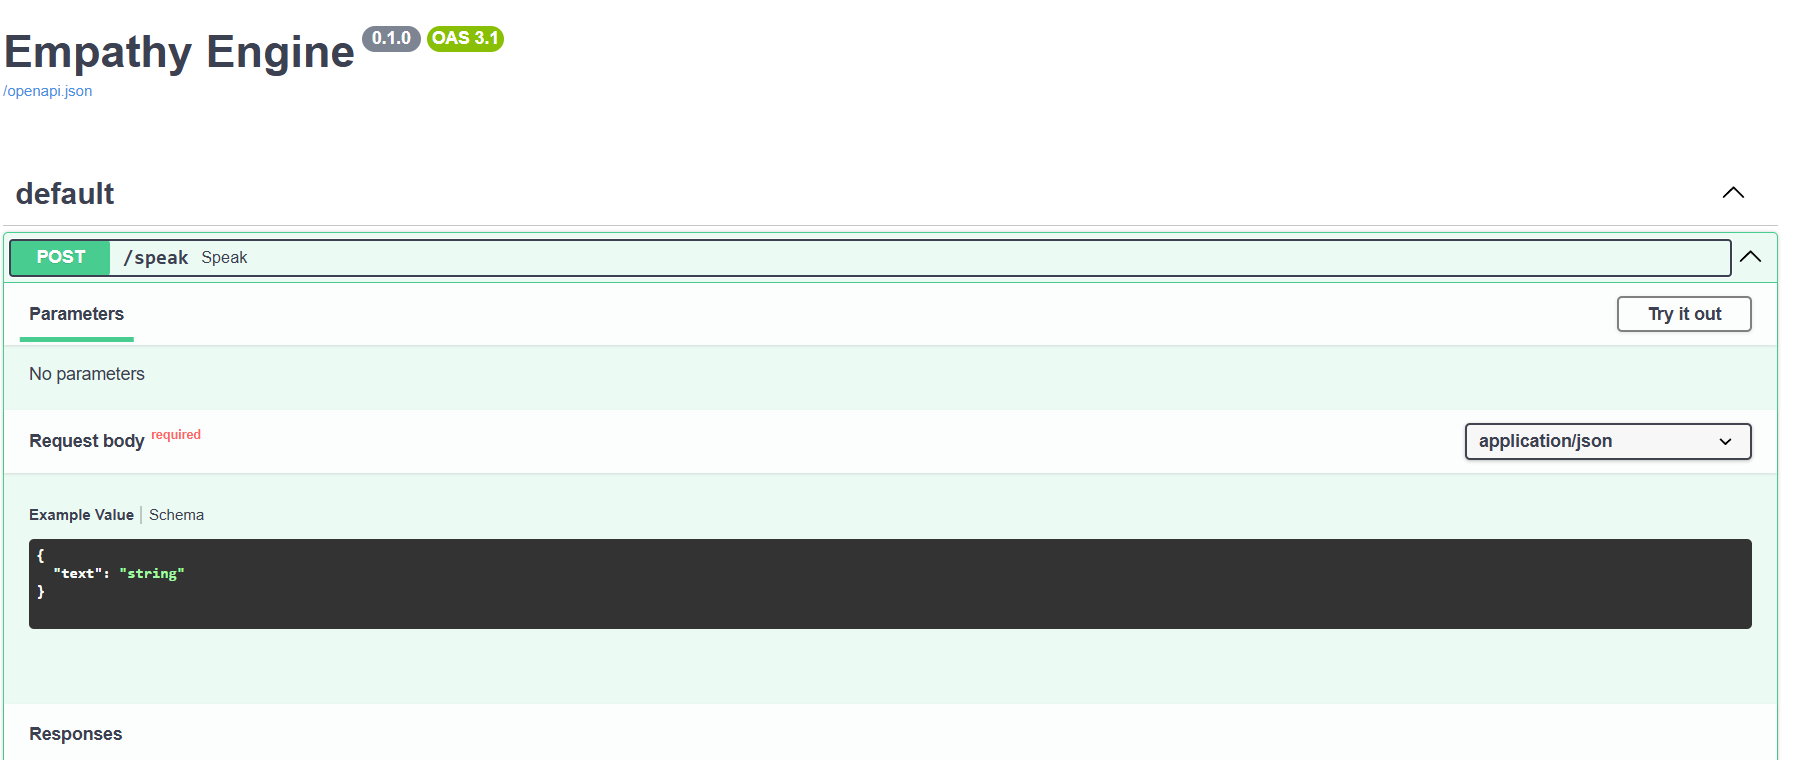 Empathy Engine 0.1.0 OAS 3.1
/openapi.json
default
POST /speak Speak
Parameters Try it out
No parameters
Request body required application/json
Example Value Schema
{
"text": "string"
}
Responses